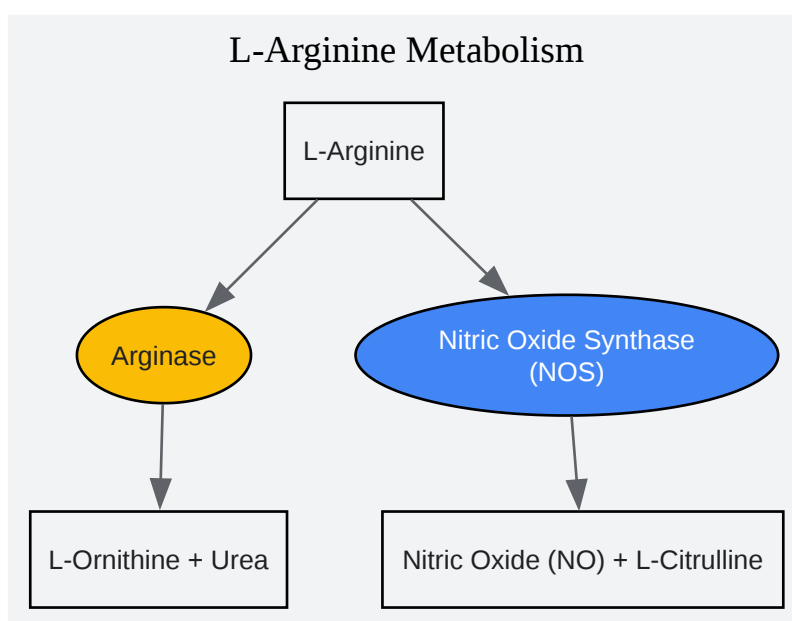 L-Arginine Metabolism
L-Arginine
Arginase
Nitric Oxide Synthase
(NOS)
L-Ornithine + Urea
Nitric Oxide (NO) + L-Citrulline